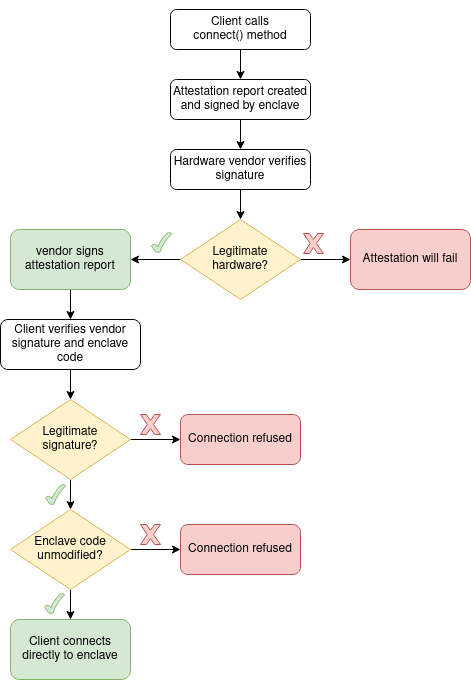 Client calls
connect() method
Attestation report created
and signed by enclave
Hardware vendor verifies
signature
Legitimate
hardware?
vendor signs
attestation report
Attestation will fail
Client verifies vendor
signature and enclave
code
Legitimate
signature?
Connection refused
Enclave code
unmodified?
Connection refused
Client connects
directly to enclave